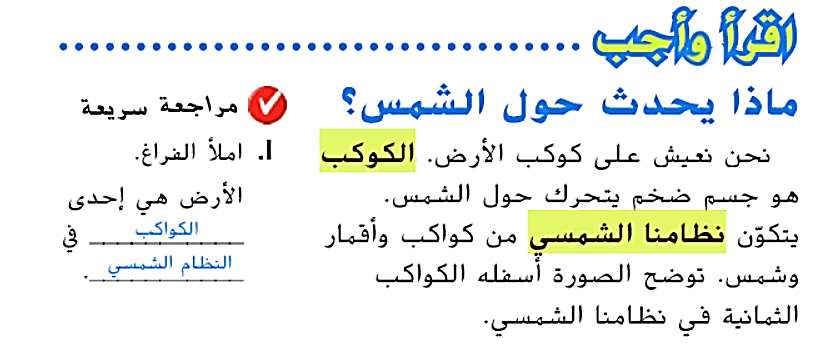 اقرأ وأجب
ماذا يحدث حول الشمس؟
نحن نعيش على كوكب الأرض. الكوكب
هو جسم ضخم يتحرك حول الشمس.
يتكوّن نظامنا الشمسي من كواكب وأقمار
وشمس. توضح الصورة أسفله الكواكب
الثمانية في نظامنا الشمسي.
مراجعة سريعة
١. املأ الفراغ.
الأرض هي إحدى
الكواكب في
النظام الشمسي.